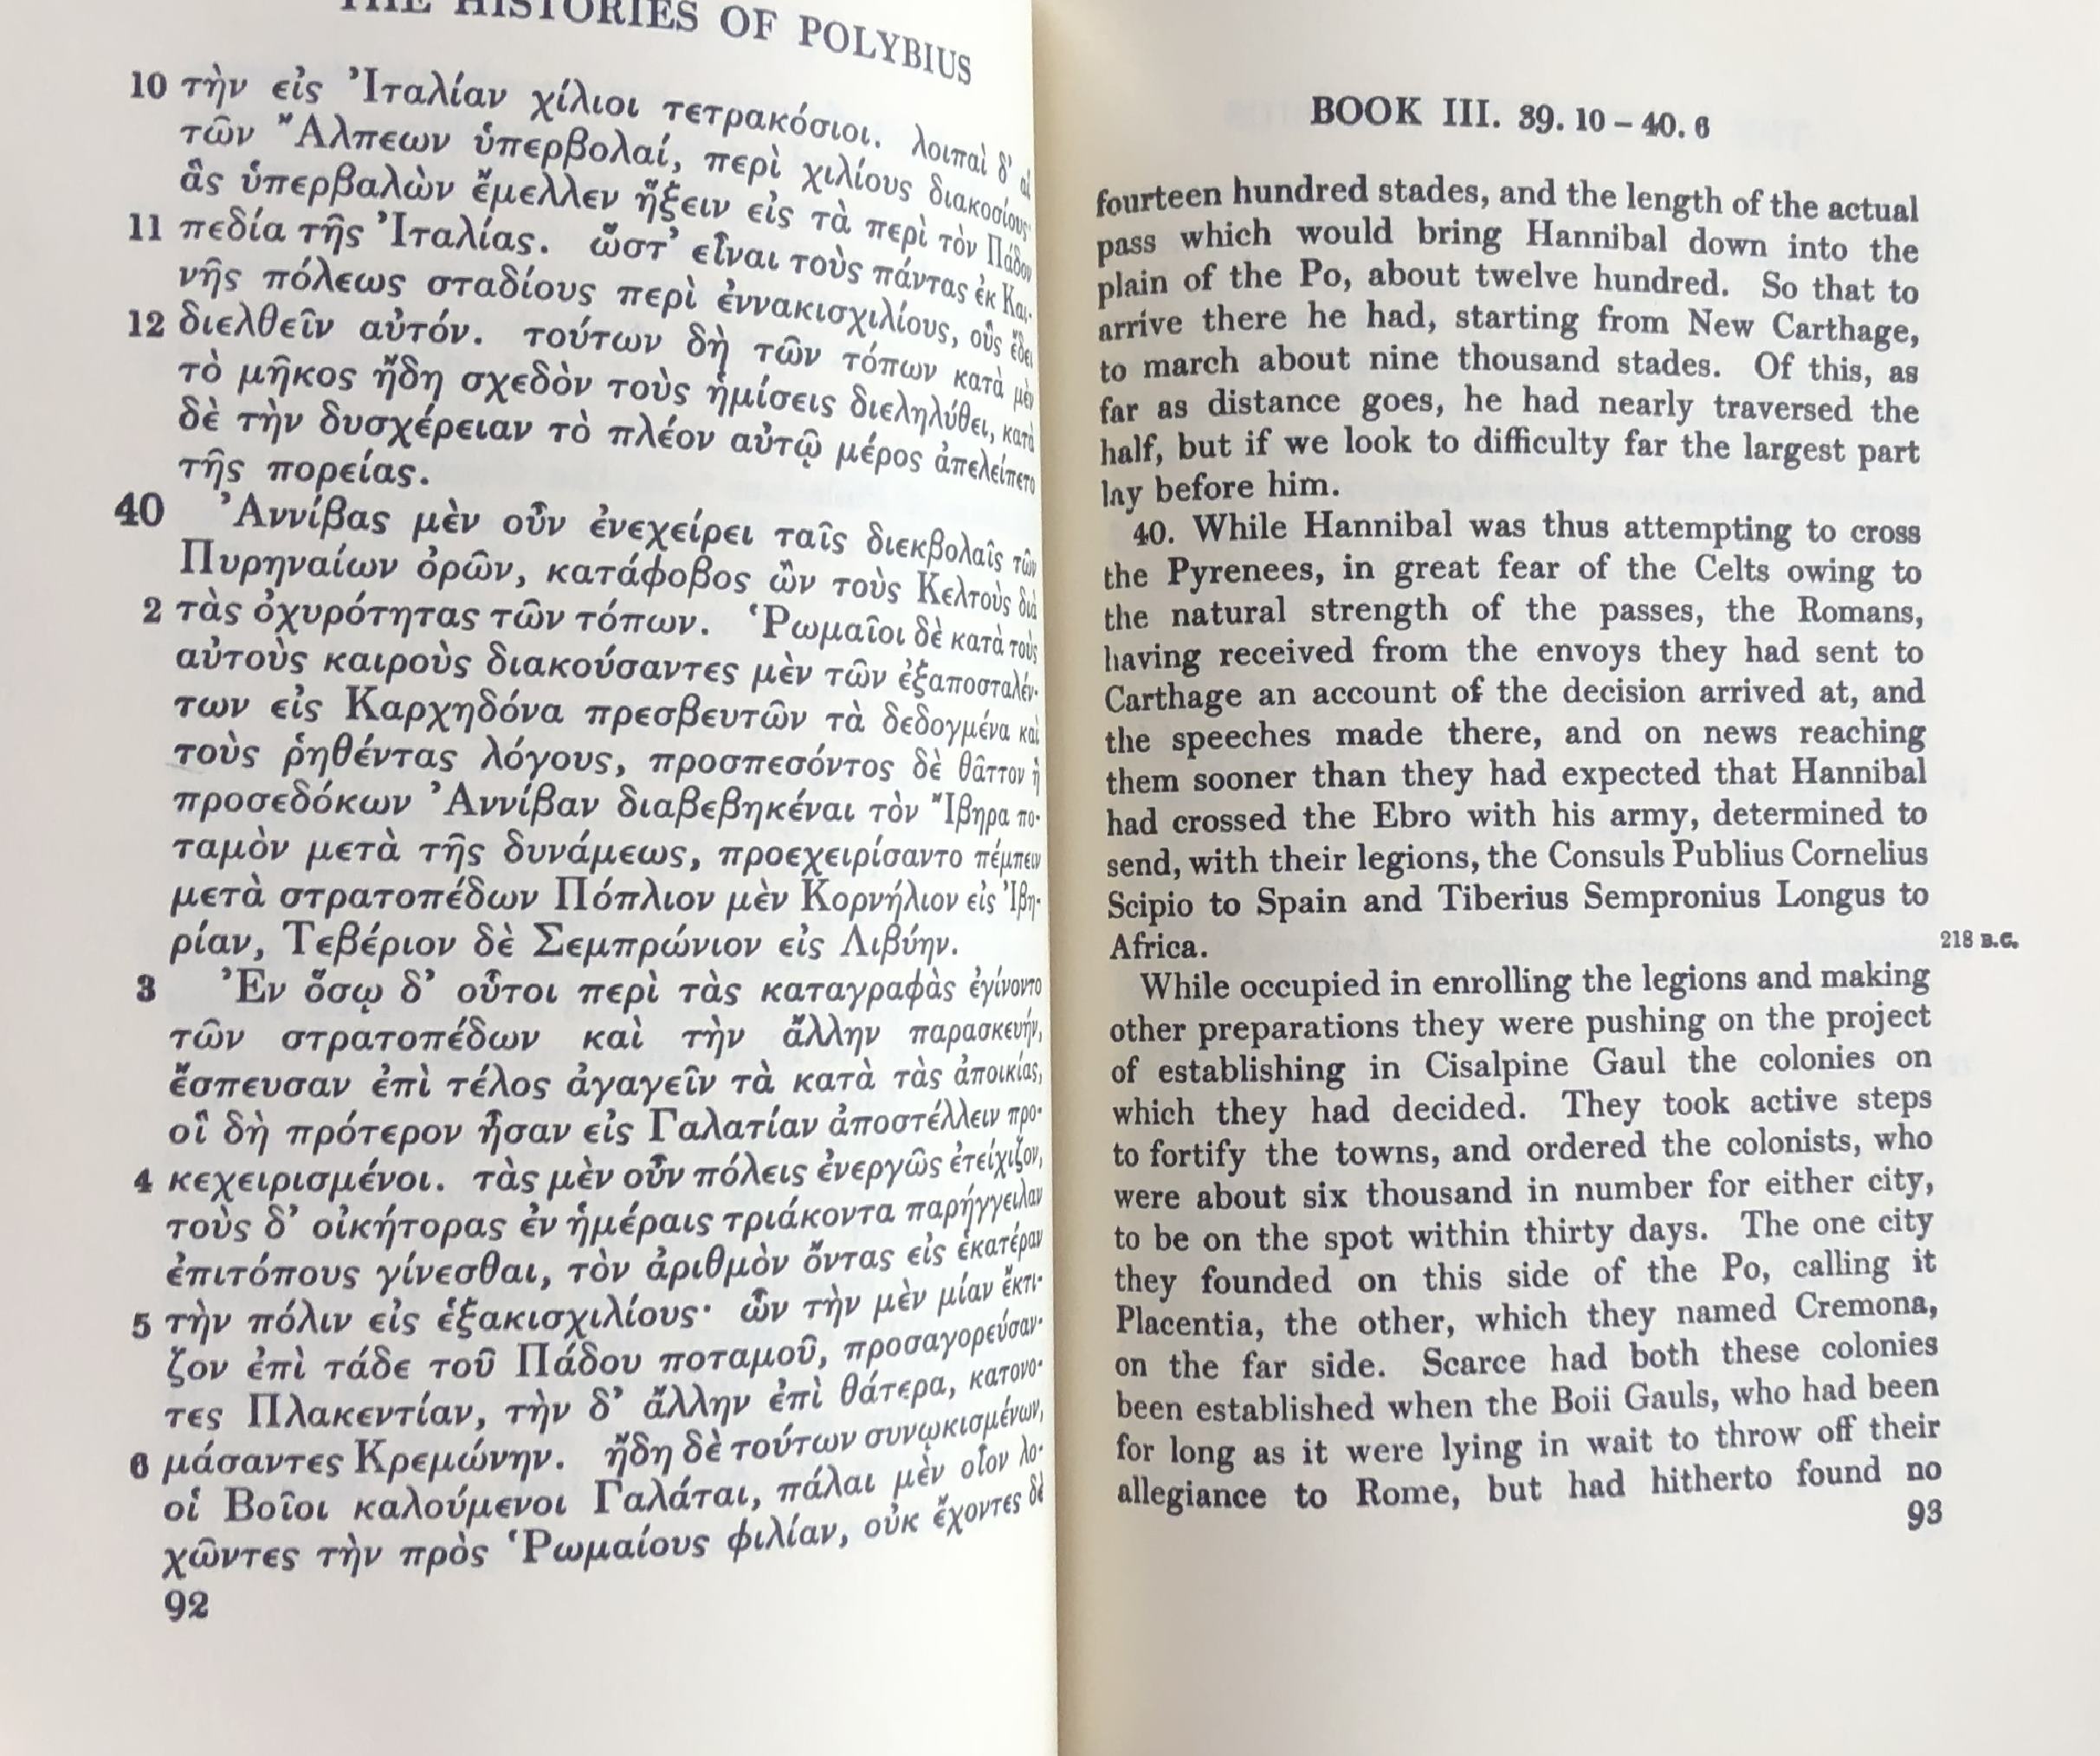 THE HISTORIES OF POLYBIUS
10 τὴν εἰς Ἰταλίαν χίλιοι τετρακόσιοι. λοιπαὶ δ' αἱ
τῶν Ἄλπεων ὑπερβολαί, περὶ χιλίους διακοσίους·
ἃς ὑπερβαλὼν ἔμελλεν ἥξειν εἰς τὰ περὶ τὸν Πάδον
11 πεδία τῆς Ἰταλίας. ὥστ' εἶναι τοὺς πάντας ἐκ Και-
νῆς πόλεως σταδίους περὶ ἐννακισχιλίους, οὓς ἔδει
12 διελθεῖν αὐτόν. τούτων δὴ τῶν τόπων κατὰ μὲν
τὸ μῆκος ἤδη σχεδὸν τοὺς ἡμίσεις διεληλύθει, κατὰ
δὲ τὴν δυσχέρειαν τὸ πλέον αὐτῷ μέρος ἀπελείπετο
τῆς πορείας.
40 Ἀννίβας μὲν οὖν ἐνεχείρει ταῖς διεκβολαῖς τῶν
Πυρηναίων ὀρῶν, κατάφοβος ὢν τοὺς Κελτοὺς διὰ
2 τὰς ὀχυρότητας τῶν τόπων. Ῥωμαῖοι δὲ κατὰ τοὺς
αὐτοὺς καιροὺς διακούσαντες μὲν τῶν ἐξαποσταλέν-
των εἰς Καρχηδόνα πρεσβευτῶν τὰ δεδογμένα καὶ
τοὺς ῥηθέντας λόγους, προσπεσόντος δὲ θᾶττον ἢ
προσεδόκων Ἀννίβαν διαβεβηκέναι τὸν Ἴβηρα πο-
ταμὸν μετὰ τῆς δυνάμεως, προεχειρίσαντο πέμπειν
μετὰ στρατοπέδων Πόπλιον μὲν Κορνήλιον εἰς Ἰβη-
ρίαν, Τεβέριον δὲ Σεμπρώνιον εἰς Λιβύην.
3 Ἐν ὅσῳ δ' οὗτοι περὶ τὰς καταγραφὰς ἐγίνοντο
τῶν στρατοπέδων καὶ τὴν ἄλλην παρασκευήν,
ἔσπευσαν ἐπὶ τέλος ἀγαγεῖν τὰ κατὰ τὰς ἀποικίας,
οἳ δὴ πρότερον ἦσαν εἰς Γαλατίαν ἀποστέλλειν προ-
4 κεχειρισμένοι. τὰς μὲν οὖν πόλεις ἐνεργῶς ἐτείχιζον,
τοὺς δ' οἰκήτορας ἐν ἡμέραις τριάκοντα παρήγγειλαν
ἐπιτόπους γίνεσθαι, τὸν ἀριθμὸν ὄντας εἰς ἑκατέραν
5 τὴν πόλιν εἰς ἑξακισχιλίους· ὧν τὴν μὲν μίαν ἔκτι-
ζον ἐπὶ τάδε τοῦ Πάδου ποταμοῦ, προσαγορεύσαν-
τες Πλακεντίαν, τὴν δ' ἄλλην ἐπὶ θάτερα, κατονο-
6 μάσαντες Κρεμώνην. ἤδη δὲ τούτων συνῳκισμένων,
οἱ Βοῖοι καλούμενοι Γαλάται, πάλαι μὲν οἷον λο-
χῶντες τὴν πρὸς Ῥωμαίους φιλίαν, οὐκ ἔχοντες δὲ
92
BOOK III. 39. 10 – 40. 6
fourteen hundred stades, and the length of the actual
pass which would bring Hannibal down into the
plain of the Po, about twelve hundred. So that to
arrive there he had, starting from New Carthage,
to march about nine thousand stades. Of this, as
far as distance goes, he had nearly traversed the
half, but if we look to difficulty far the largest part
lay before him.
40. While Hannibal was thus attempting to cross
the Pyrenees, in great fear of the Celts owing to
the natural strength of the passes, the Romans,
having received from the envoys they had sent to
Carthage an account of the decision arrived at, and
the speeches made there, and on news reaching
them sooner than they had expected that Hannibal
had crossed the Ebro with his army, determined to
send, with their legions, the Consuls Publius Cornelius
Scipio to Spain and Tiberius Sempronius Longus to
Africa. 218 B.C.
While occupied in enrolling the legions and making
other preparations they were pushing on the project
of establishing in Cisalpine Gaul the colonies on
which they had decided. They took active steps
to fortify the towns, and ordered the colonists, who
were about six thousand in number for either city,
to be on the spot within thirty days. The one city
they founded on this side of the Po, calling it
Placentia, the other, which they named Cremona,
on the far side. Scarce had both these colonies
been established when the Boii Gauls, who had been
for long as it were lying in wait to throw off their
allegiance to Rome, but had hitherto found no
93